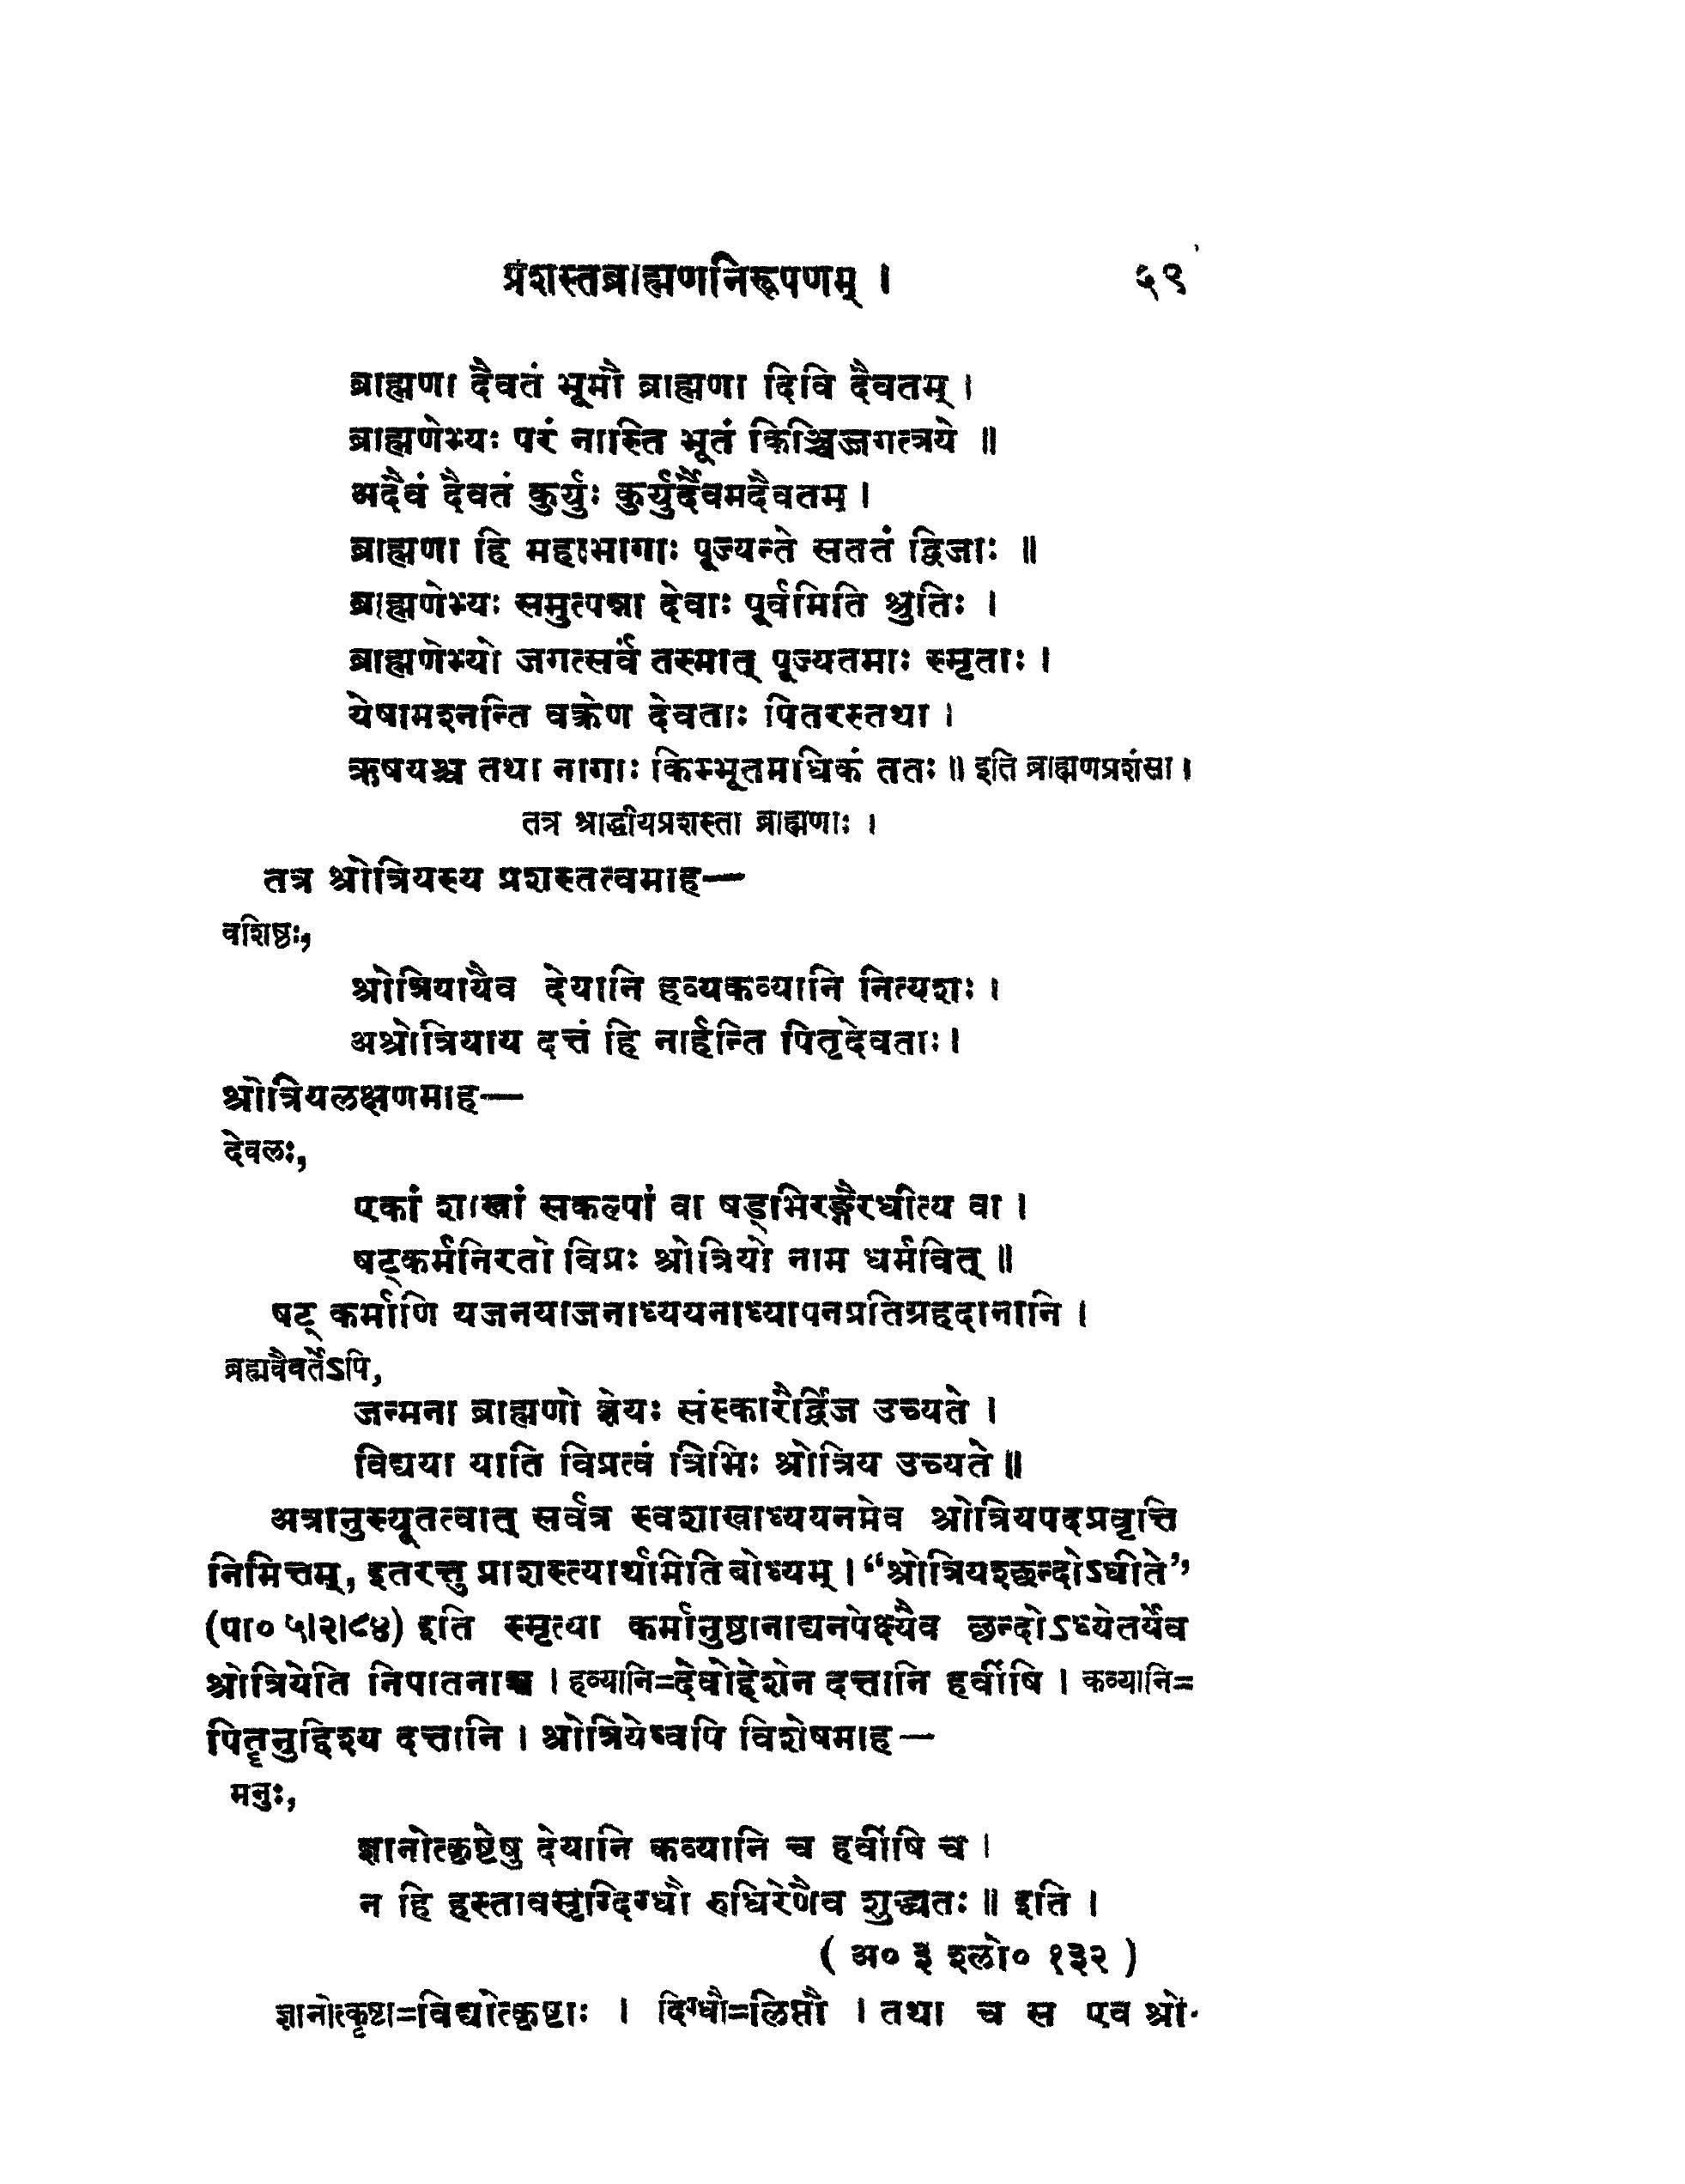 प्रशस्तब्राह्मणनिरूपणम् । ५९
ब्राह्मणा दैवतं भूमौ ब्राह्मणा दिवि दैवतम् ।
ब्राह्मणेभ्यः परं नास्ति भूतं किञ्चिज्जगत्त्रये ॥
अदैवं दैवतं कुर्युः कुर्युर्दैवमदैवतम् ।
ब्राह्मणा हि महाभागाः पूज्यन्ते सततं द्विजाः ॥
ब्राह्मणेभ्यः समुत्पन्ना देवाः पूर्वमिति श्रुतिः ।
ब्राह्मणेभ्यो जगत्सर्वं तस्मात् पूज्यतमाः स्मृताः ।
येषामश्नन्ति वक्रेण देवताः पितरस्तथा ।
ऋषयश्च तथा नागाः किम्भूतमधिकं ततः ॥ इति ब्राह्मणप्रशंसा ।
तत्र श्राद्धीयप्रशस्ता ब्राह्मणाः ।
तत्र श्रोत्रियस्य प्रशस्तत्वमाह—
वशिष्ठः,
श्रोत्रियायैव देयानि हव्यकव्यानि नित्यशः ।
अश्रोत्रियाय दत्तं हि नार्हन्ति पितृदेवताः ।
श्रोत्रियलक्षणमाह—
देवलः,
एकां शाखां सकल्पां वा षड्भिरङ्गैरधीत्य वा ।
षट्कर्मनिरतो विप्रः श्रोत्रियो नाम धर्मवित् ॥
षट् कर्माणि यजनयाजनाध्ययनाध्यापनप्रतिग्रहदानानि ।
ब्रह्मवैवर्तेऽपि,
जन्मना ब्राह्मणो ज्ञेयः संस्कारैर्द्विज उच्यते ।
विद्यया याति विप्रत्वं त्रिभिः श्रोत्रिय उच्यते ॥
अत्रानुस्यूतत्वात् सर्वत्र स्वशाखाध्ययनमेव श्रोत्रियपदप्रवृत्ति
निमित्तम्, इतरत्तु प्राशस्त्यार्थमिति बोध्यम् । “श्रोत्रियश्छन्दोऽधीते”
(पा० ५।२।८४) इति स्मृत्या कर्मानुष्ठानाद्यनपेक्ष्यैव छन्दोऽध्येतर्येव
श्रोत्रियेति निपातनाच्च । हव्यानि=देवोद्देशेन दत्तानि हवींषि । कव्यानि=
पितॄनुद्दिश्य दत्तानि । श्रोत्रियेष्वपि विशेषमाह—
मनुः,
ज्ञानोत्कृष्टेषु देयानि कव्यानि च हवींषि च ।
न हि हस्तावसृग्दिग्धौ रुधिरेणैव शुद्ध्यतः ॥ इति ।
( अ० ३ श्लो० १३२ )
ज्ञानोत्कृष्टा=विद्योत्कृष्टाः । दिग्धौ=लिप्तौ । तथा च स एव श्रो-